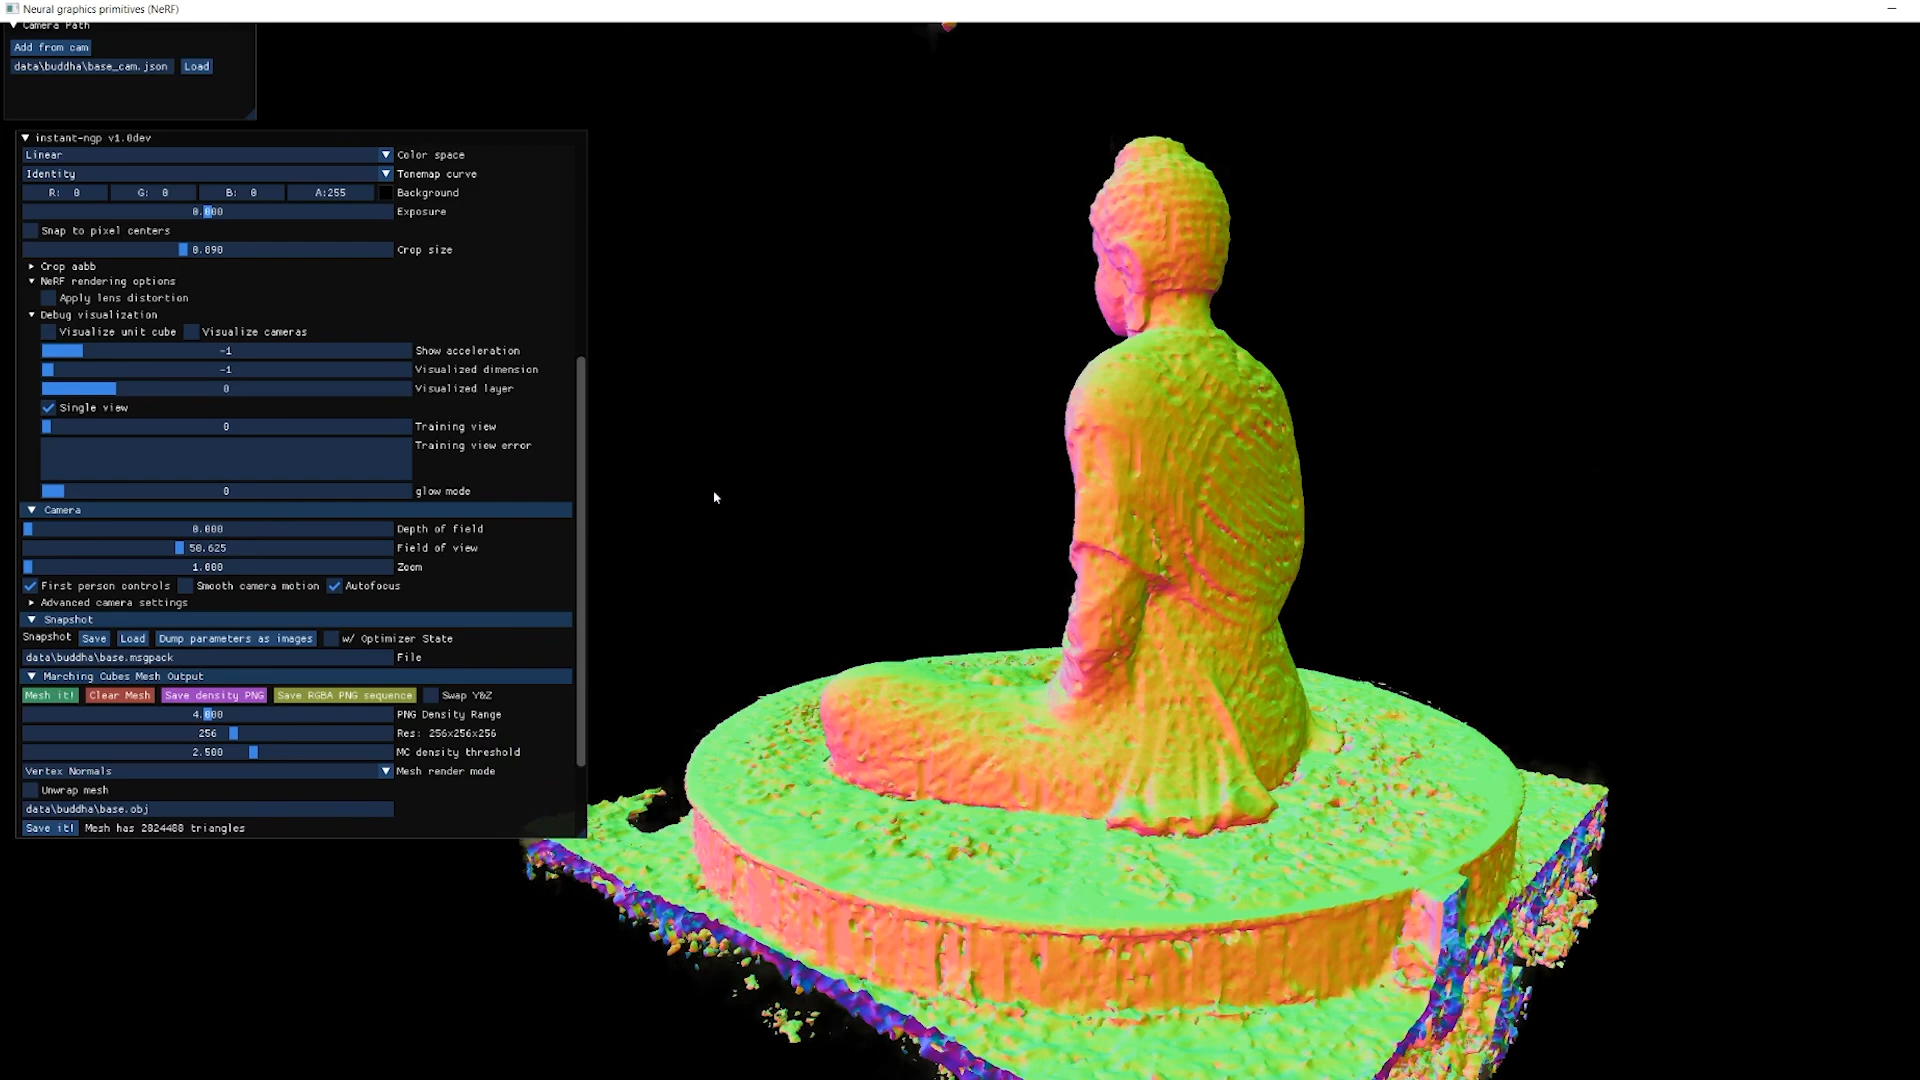 Neural graphics primitives (NeRF)
Camera Path
Add from cam
data\buddha\base_cam.json Load
instant-ngp v1.0dev
Linear Color space
Identity Tonemap curve
R: 0 G: 0 B: 0 A:255 Background
0.000 Exposure
Snap to pixel centers
0.890 Crop size
Crop aabb
NeRF rendering options
Apply lens distortion
Debug visualization
Visualize unit cube Visualize cameras
-1 Show acceleration
-1 Visualized dimension
0 Visualized layer
Single view
0 Training view
Training view error
0 glow mode
Camera
0.000 Depth of field
50.625 Field of view
1.000 Zoom
First person controls Smooth camera motion Autofocus
Advanced camera settings
Snapshot
Snapshot Save Load Dump parameters as images w/ Optimizer State
data\buddha\base.msgpack File
Marching Cubes Mesh Output
Mesh it! Clear Mesh Save density PNG Save RGBA PNG sequence Swap Y&Z
4.000 PNG Density Range
256 Res: 256x256x256
2.500 MC density threshold
Vertex Normals Mesh render mode
Unwrap mesh
data\buddha\base.obj
Save it! Mesh has 2024400 triangles